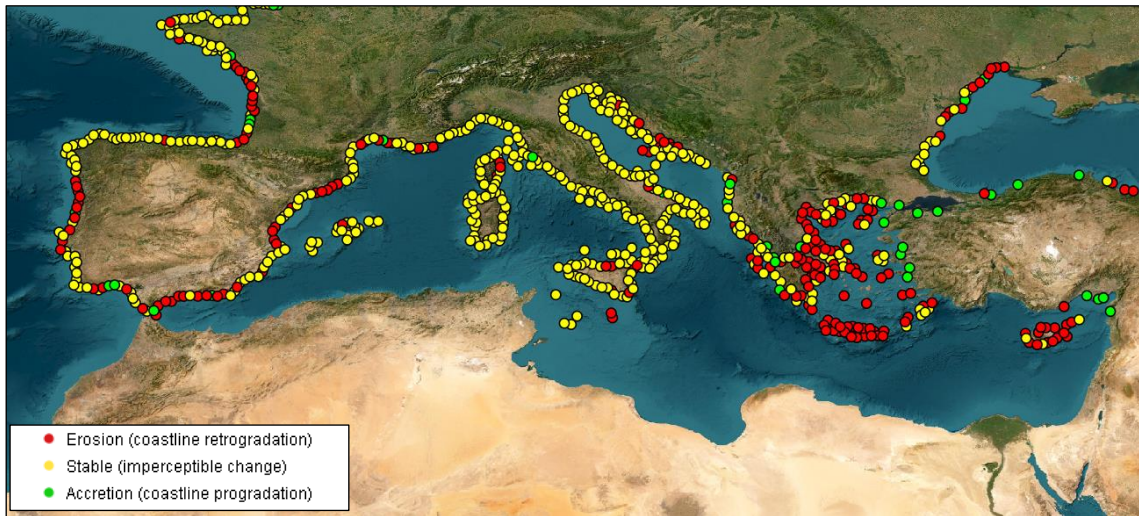 Erosion (coastline retrogradation)
Stable (imperceptible change)
Accretion (coastline progradation)